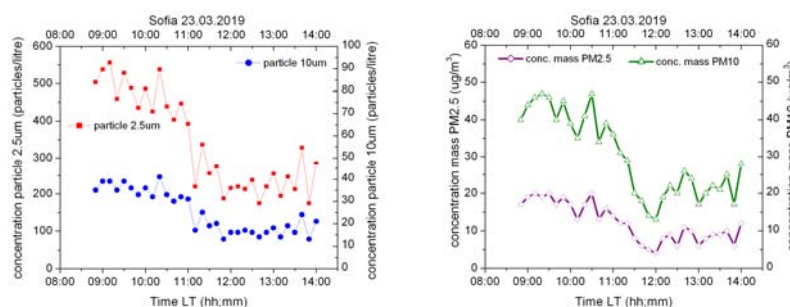 Sofia 23.03.2019
08:00 09:00 10:00 11:00 12:00 13:00 14:00
600
500
400
300
200
100
0
concentration particle 2.5um (particles/litre)
particle 10um
particle 2.5um
100
90
80
70
60
50
40
30
20
10
0
concentration particle 10um (particles/litre)
08:00 09:00 10:00 11:00 12:00 13:00 14:00
Time LT (hh;mm)
Sofia 23.03.2019
08:00 09:00 10:00 11:00 12:00 13:00 14:00
60
50
40
30
20
10
0
concentration mass PM2.5 (ug/m³)
conc. mass PM2.5
conc. mass PM10
60
50
40
30
20
10
0
concentration mass PM10
08:00 09:00 10:00 11:00 12:00 13:00 14:00
Time LT (hh;mm)